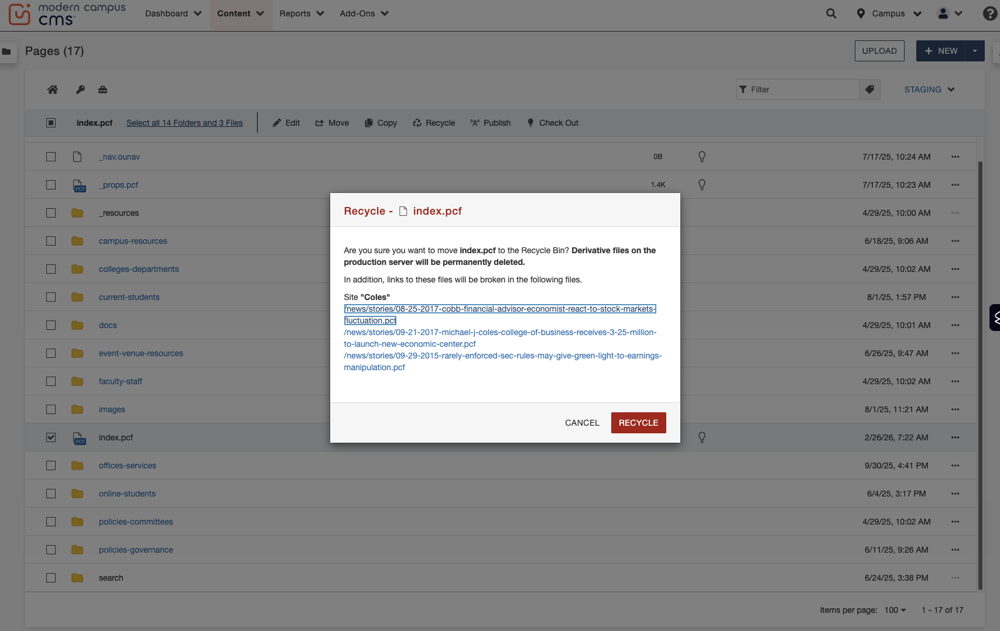 modern campus
cms
Dashboard
Content
Reports
Add-Ons
Campus
Pages (17)
UPLOAD
+ NEW
Filter
STAGING
index.pcf
Select all 14 Folders and 3 Files
Edit
Move
Copy
Recycle
Publish
Check Out
_nav.ounav 0B 7/17/25, 10:24 AM
PCF _props.pcf 1.4K 7/17/25, 10:23 AM
_resources 4/29/25, 10:00 AM
campus-resources 6/18/25, 9:06 AM
colleges-departments 4/29/25, 10:02 AM
current-students 8/1/25, 1:57 PM
docs 4/29/25, 10:01 AM
event-venue-resources 6/26/25, 9:47 AM
faculty-staff 4/29/25, 10:02 AM
images 8/1/25, 11:21 AM
PCF index.pcf 2/26/26, 7:22 AM
offices-services 9/30/25, 4:41 PM
online-students 6/4/25, 3:17 PM
policies-committees 4/29/25, 10:02 AM
policies-governance 6/11/25, 9:26 AM
search 6/24/25, 3:38 PM
Items per page: 100 1 - 17 of 17
Recycle - index.pcf
Are you sure you want to move index.pcf to the Recycle Bin? Derivative files on the
production server will be permanently deleted.
In addition, links to these files will be broken in the following files.
Site "Coles"
/news/stories/08-25-2017-cobb-financial-advisor-economist-react-to-stock-markets-
fluctuation.pcf
/news/stories/09-21-2017-michael-j-coles-college-of-business-receives-3-25-million-
to-launch-new-economic-center.pcf
/news/stories/09-29-2015-rarely-enforced-sec-rules-may-give-green-light-to-earnings-
manipulation.pcf
CANCEL
RECYCLE